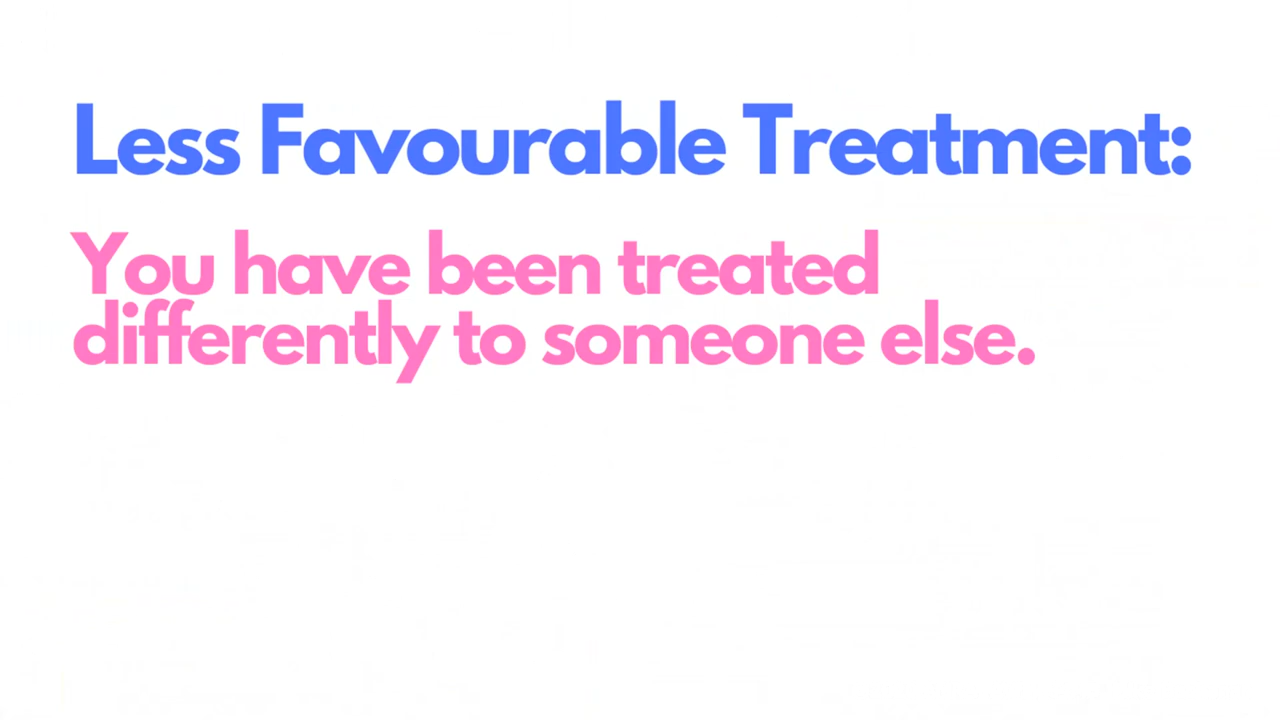 Less Favourable Treatment:
You have been treated
differently to someone else.